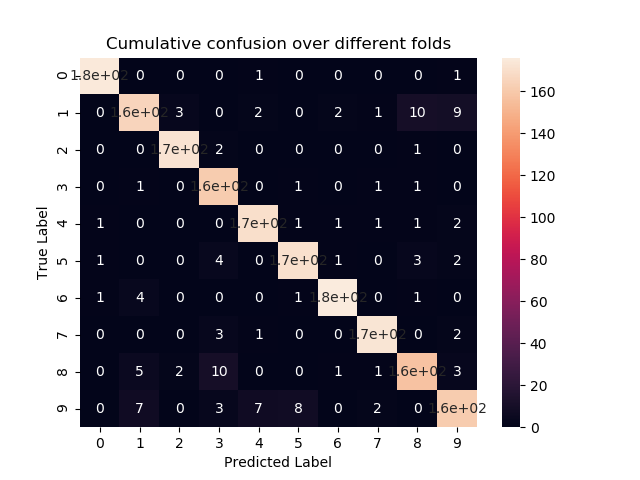 Cumulative confusion over different folds
0 1.8e+02 0 0 0 1 0 0 0 0 1
1 0 1.6e+02 3 0 2 0 2 1 10 9
2 0 0 1.7e+02 2 0 0 0 0 1 0
3 0 1 0 1.6e+02 0 1 0 1 1 0
4 1 0 0 0 1.7e+02 1 1 1 1 2
5 1 0 0 4 0 1.7e+02 1 0 3 2
6 1 4 0 0 0 1 1.8e+02 0 1 0
7 0 0 0 3 1 0 0 1.7e+02 0 2
8 0 5 2 10 0 0 1 1 1.6e+02 3
9 0 7 0 3 7 8 0 2 0 1.6e+02
0 1 2 3 4 5 6 7 8 9
Predicted Label
True Label
160
140
120
100
80
60
40
20
0